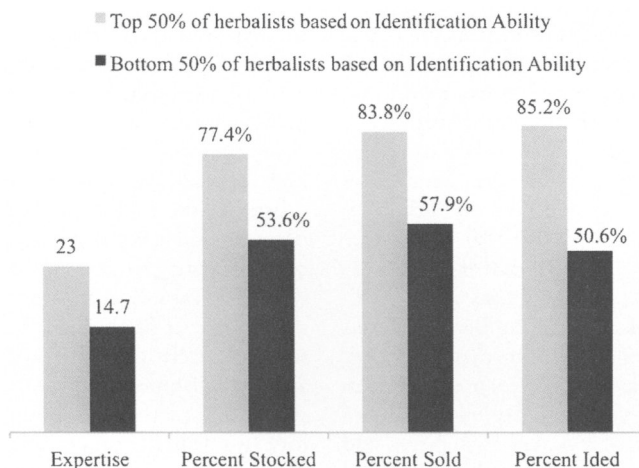 Top 50% of herbalists based on Identification Ability
Bottom 50% of herbalists based on Identification Ability
83.8% 85.2%
77.4%
53.6% 57.9% 50.6%
23
14.7
Expertise Percent Stocked Percent Sold Percent Ided